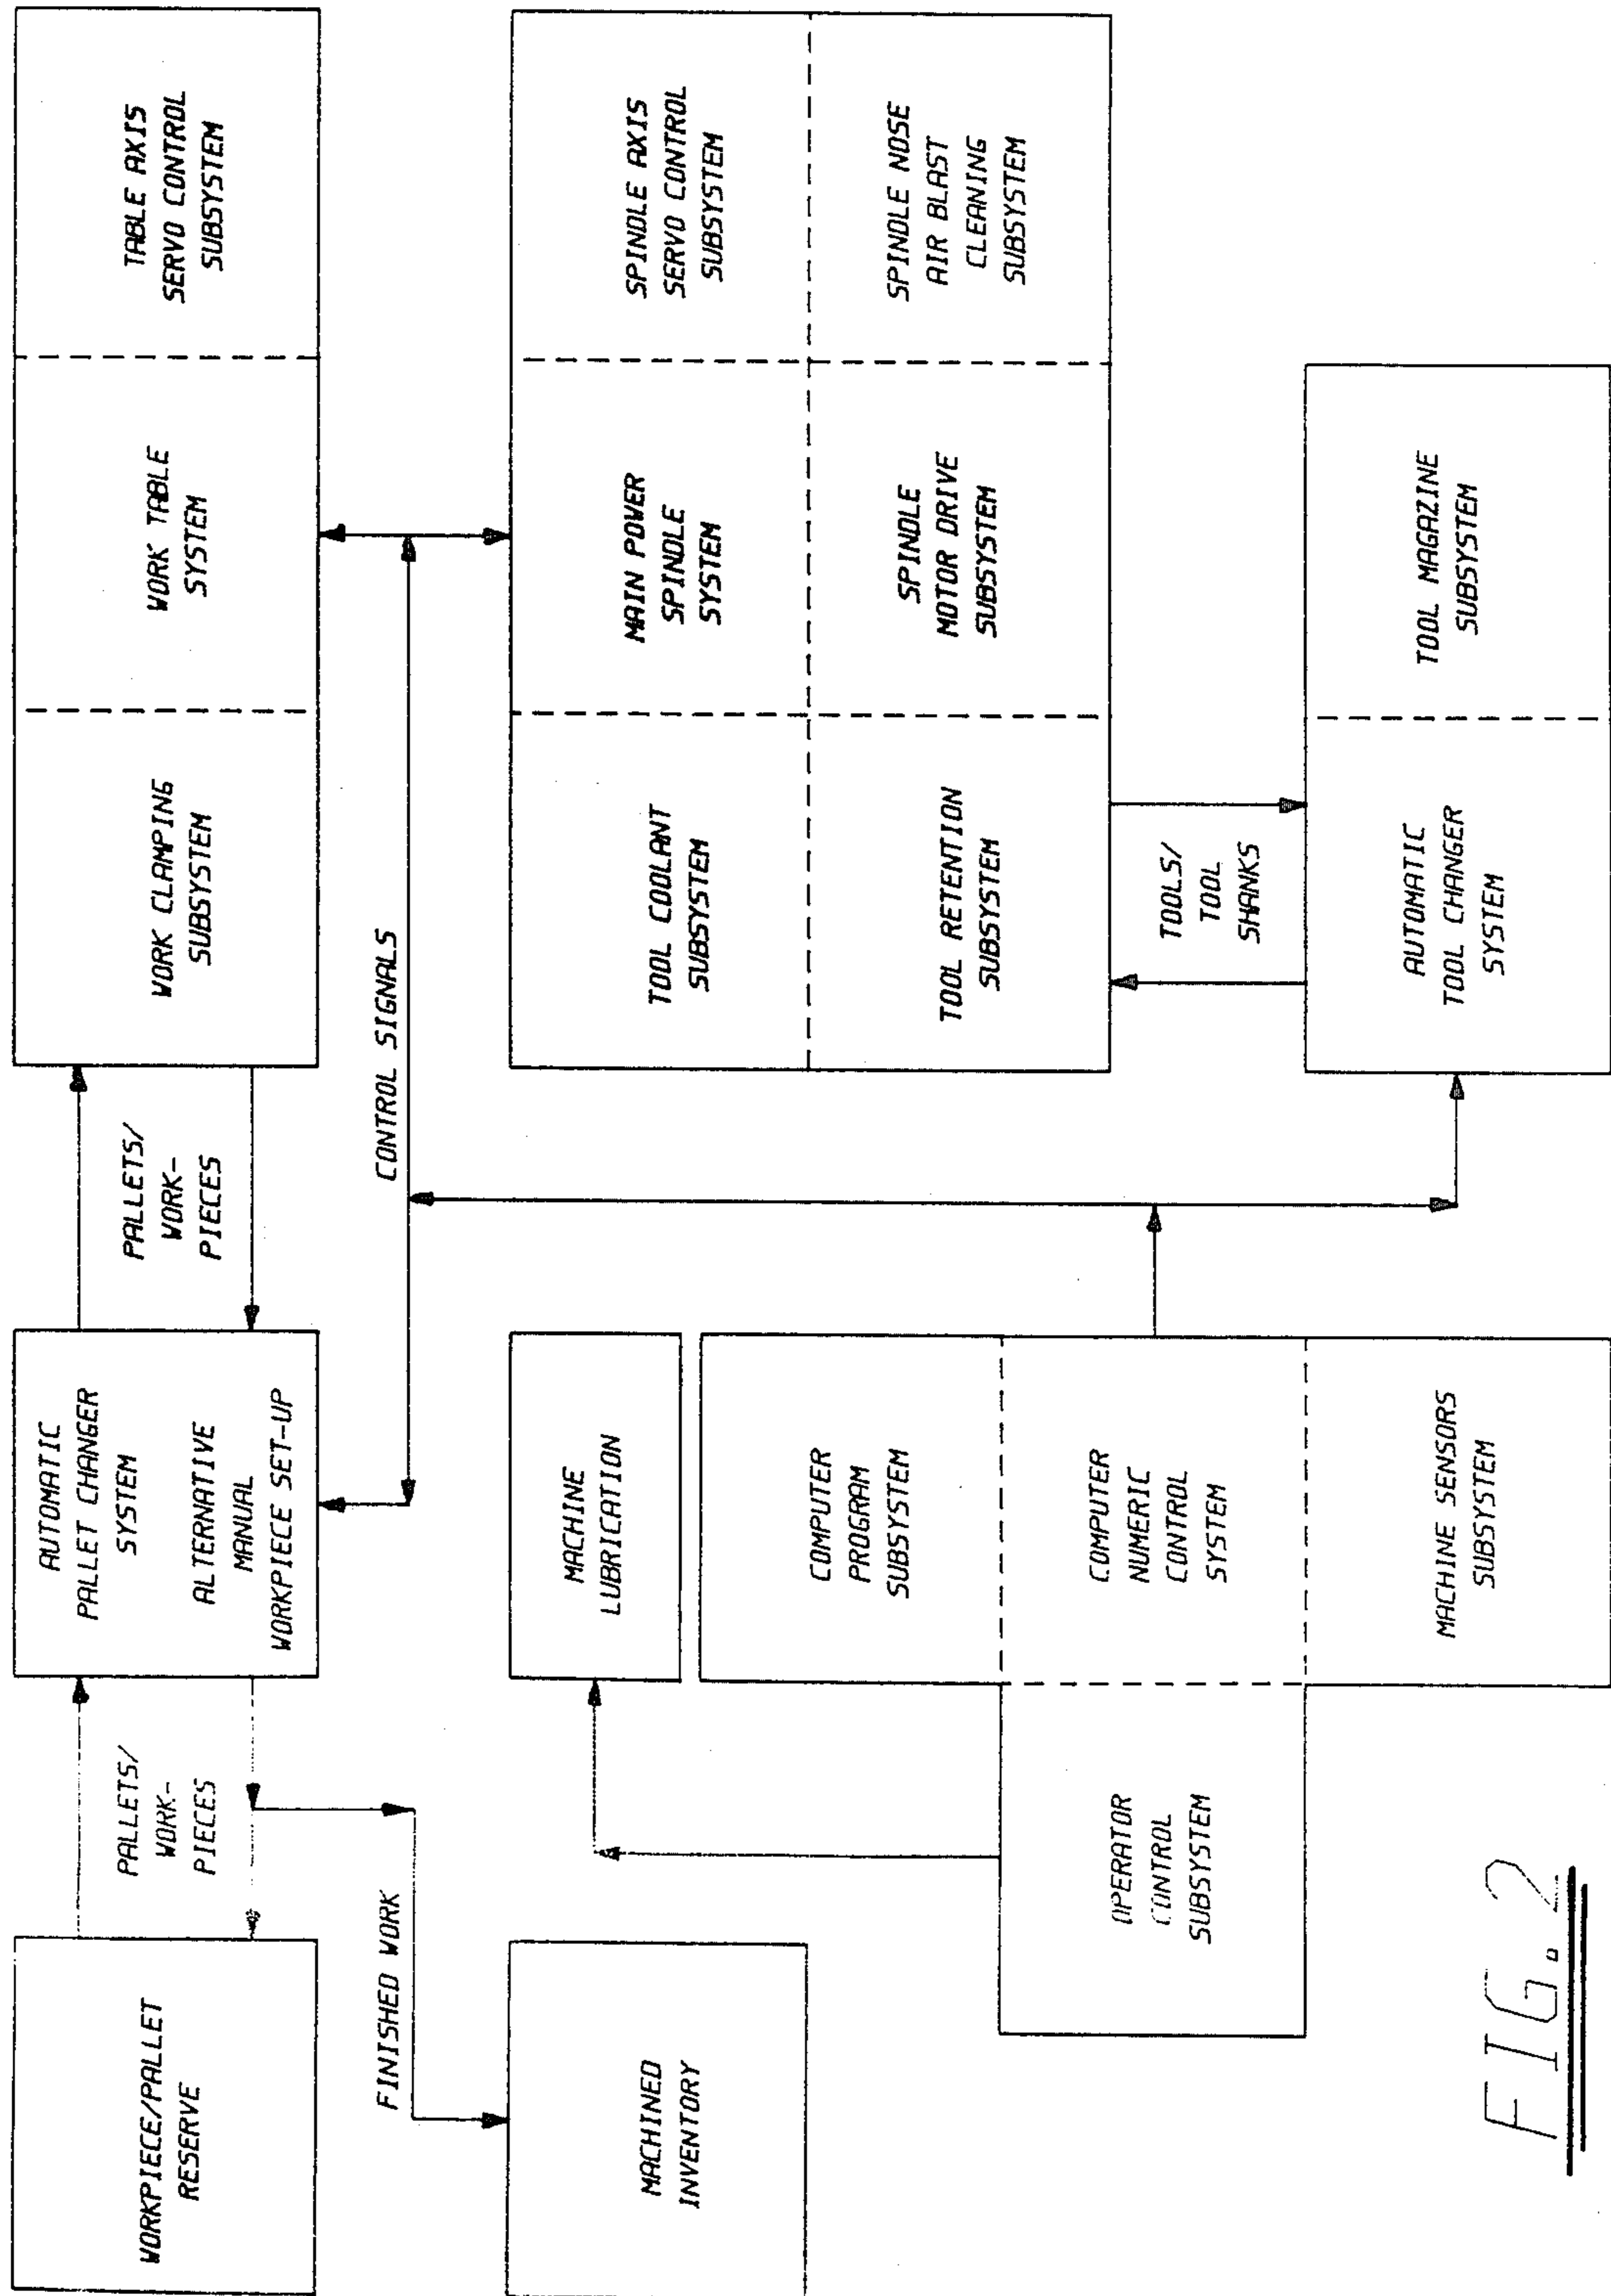 WORKPIECE/PALLET
RESERVE
PALLETS/
WORK-
PIECES
AUTOMATIC
PALLET CHANGER
SYSTEM
ALTERNATIVE
MANUAL
WORKPIECE SET-UP
PALLETS/
WORK-
PIECES
WORK CLAMPING
SUBSYSTEM
WORK TABLE
SYSTEM
TABLE AXIS
SERVO CONTROL
SUBSYSTEM
FINISHED WORK
CONTROL SIGNALS
MACHINED
INVENTORY
MACHINE
LUBRICATION
TOOL COOLANT
SUBSYSTEM
MAIN POWER
SPINDLE
SYSTEM
SPINDLE AXIS
SERVO CONTROL
SUBSYSTEM
TOOL RETENTION
SUBSYSTEM
SPINDLE
MOTOR DRIVE
SUBSYSTEM
SPINDLE NOSE
AIR BLAST
CLEANING
SUBSYSTEM
COMPUTER
PROGRAM
SUBSYSTEM
OPERATOR
CONTROL
SUBSYSTEM
COMPUTER
NUMERIC
CONTROL
SYSTEM
MACHINE SENSORS
SUBSYSTEM
TOOLS/
TOOL
SHANKS
AUTOMATIC
TOOL CHANGER
SYSTEM
TOOL MAGAZINE
SUBSYSTEM
FIG. 2